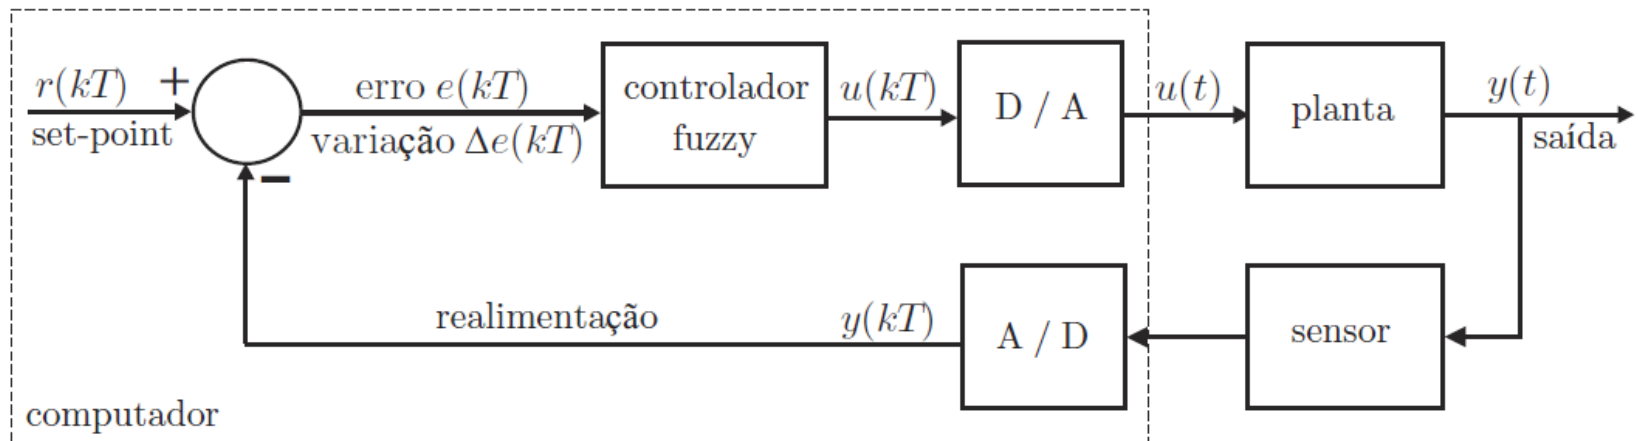 r(kT)
+
set-point
erro e(kT)
variação Δe(kT)
controlador
fuzzy
u(kT)
D / A
u(t)
planta
y(t)
saída
−
realimentação
y(kT)
A / D
sensor
computador